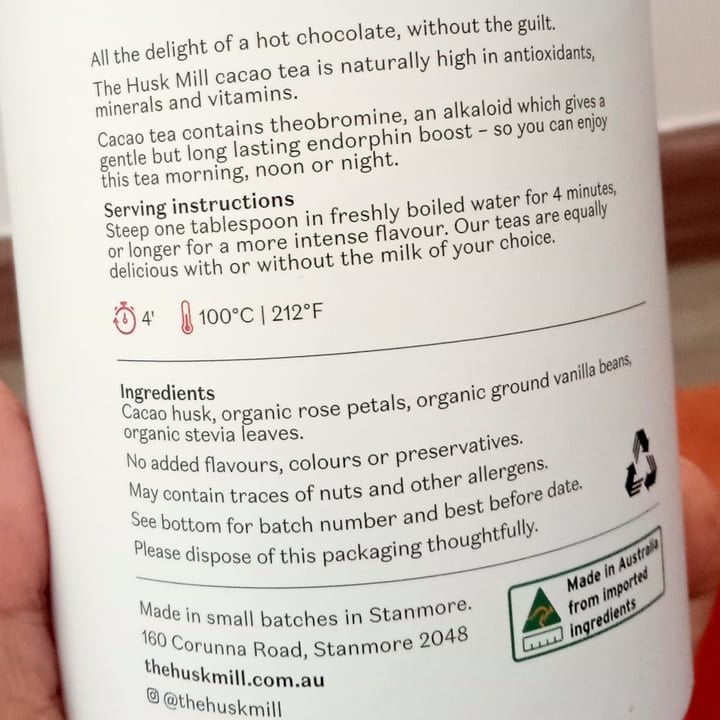 All the delight of a hot chocolate, without the guilt.
The Husk Mill cacao tea is naturally high in antioxidants,
minerals and vitamins.
Cacao tea contains theobromine, an alkaloid which gives a
gentle but long lasting endorphin boost – so you can enjoy
this tea morning, noon or night.
Serving instructions
Steep one tablespoon in freshly boiled water for 4 minutes,
or longer for a more intense flavour. Our teas are equally
delicious with or without the milk of your choice.
4' 100°C | 212°F
Ingredients
Cacao husk, organic rose petals, organic ground vanilla beans,
organic stevia leaves.
No added flavours, colours or preservatives.
May contain traces of nuts and other allergens.
See bottom for batch number and best before date.
Please dispose of this packaging thoughtfully.
Made in small batches in Stanmore.
160 Corunna Road, Stanmore 2048
thehuskmill.com.au
@thehuskmill
Made in Australia
from imported
ingredients